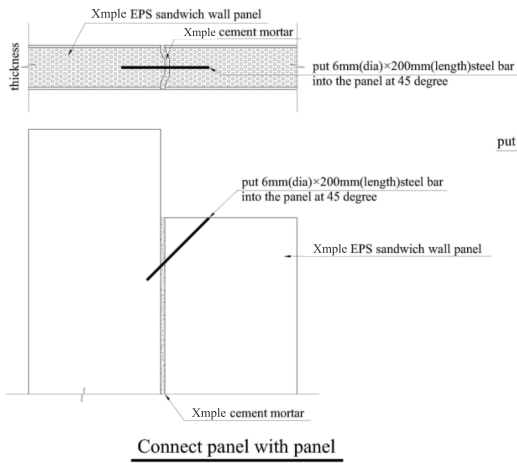 Xmple EPS sandwich wall panel
Xmple cement mortar
thickness
put 6mm(dia)×200mm(length)steel bar
into the panel at 45 degree
put
put 6mm(dia)×200mm(length)steel bar
into the panel at 45 degree
Xmple EPS sandwich wall panel
Xmple cement mortar
Connect panel with panel